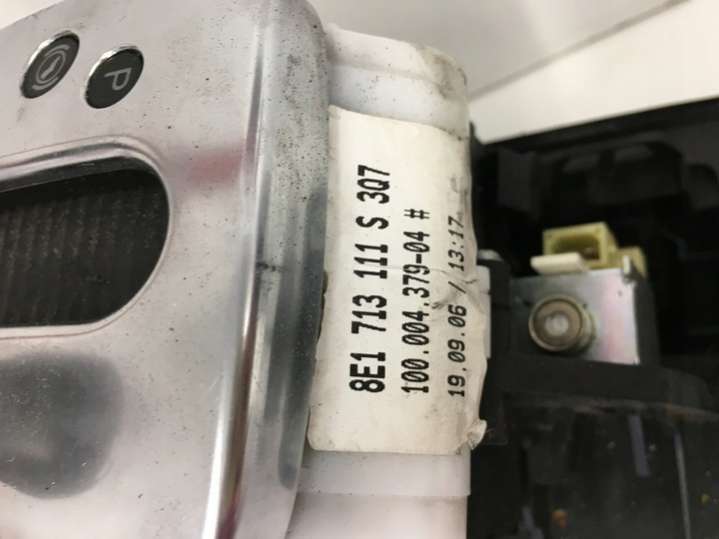 P
8E1 713 111 S 3Q7
100.004.379-04 #
19.09.06 / 13:17